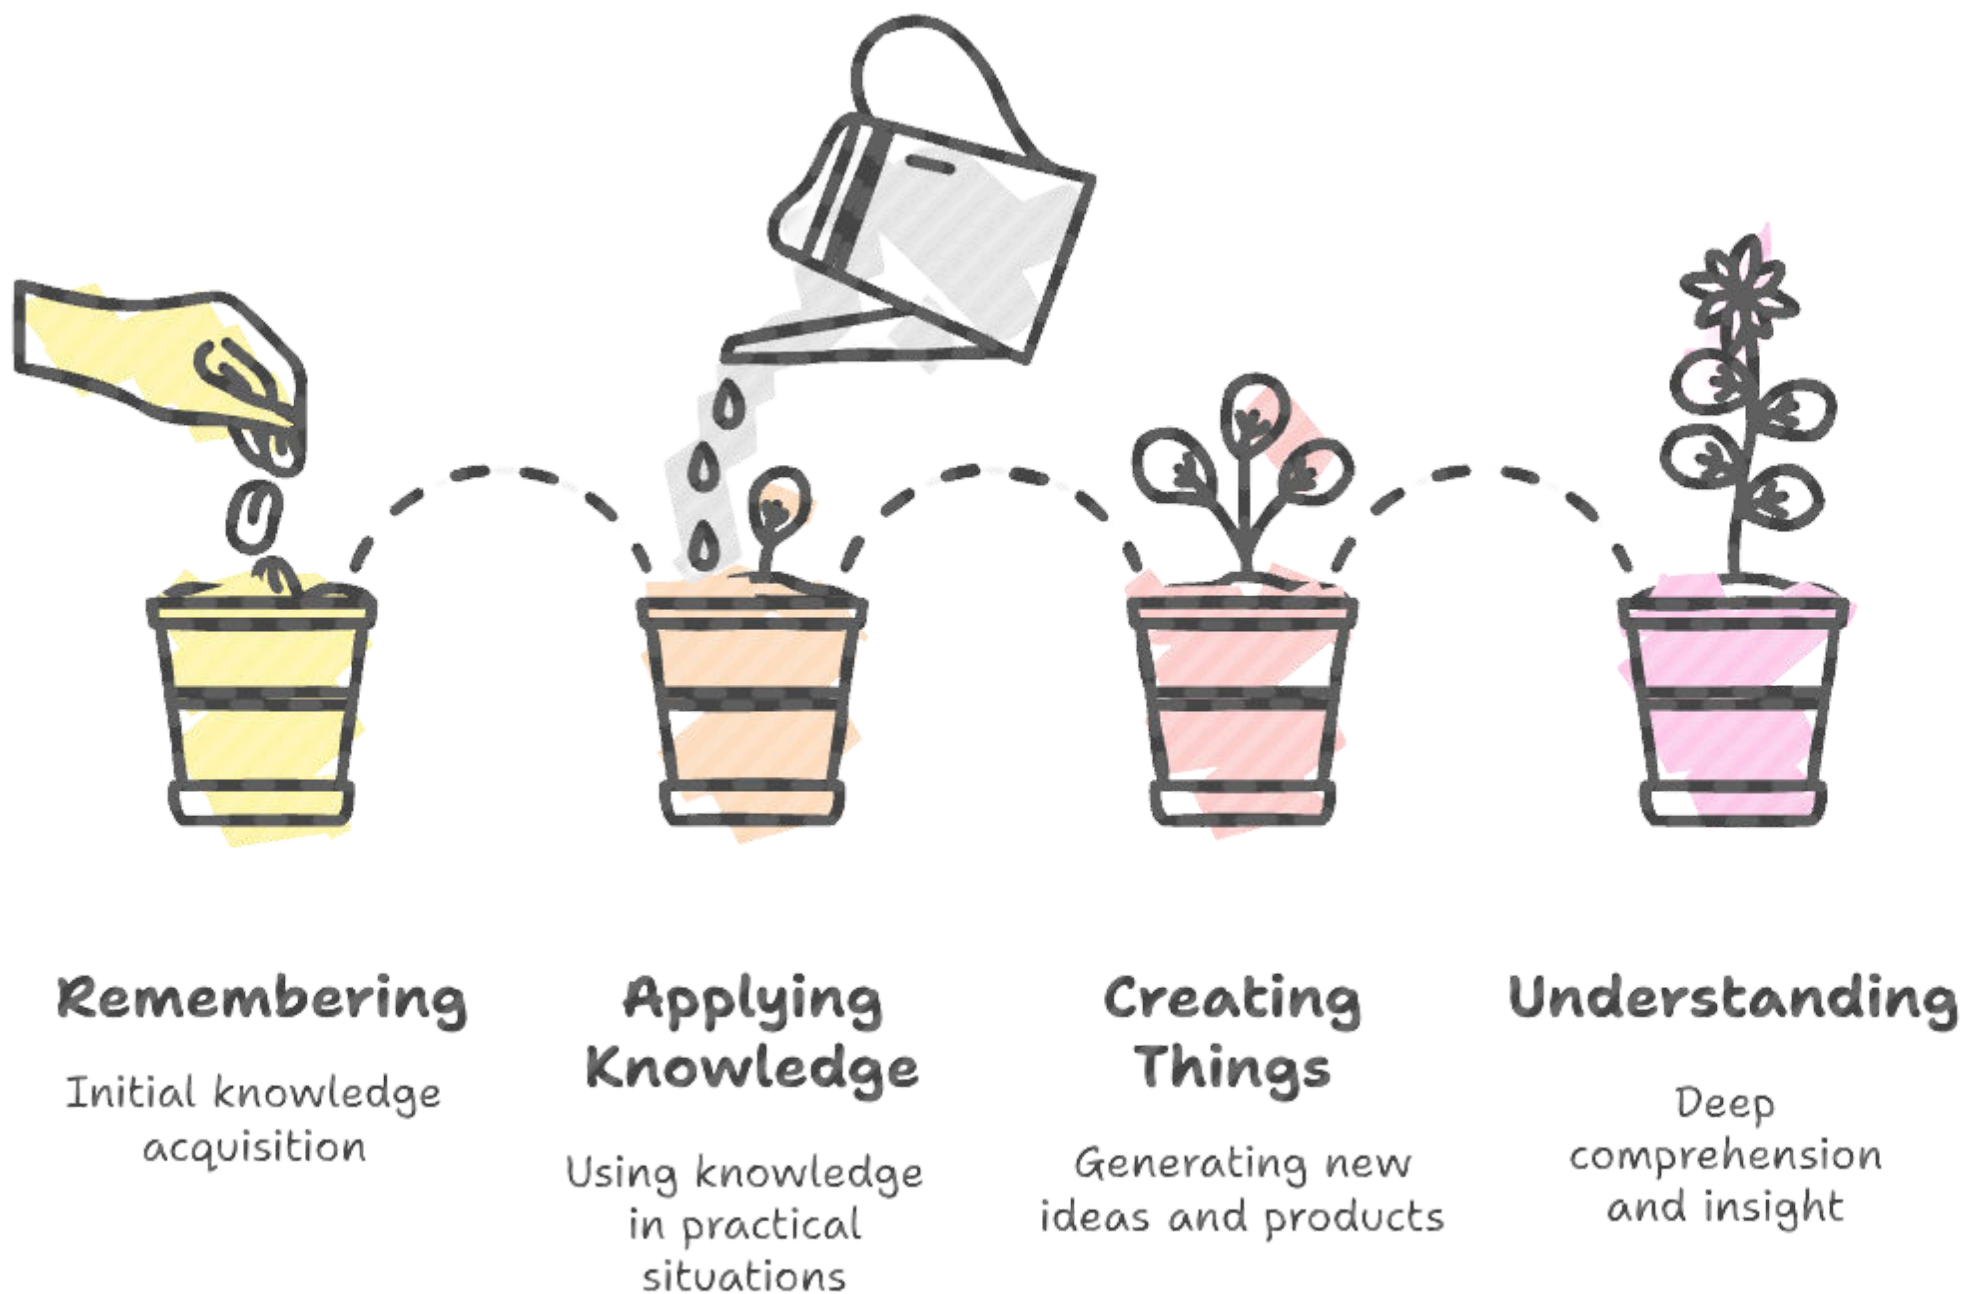 Remembering
Initial knowledge
acquisition
Applying
Knowledge
Using knowledge
in practical
situations
Creating
Things
Generating new
ideas and products
Understanding
Deep
comprehension
and insight